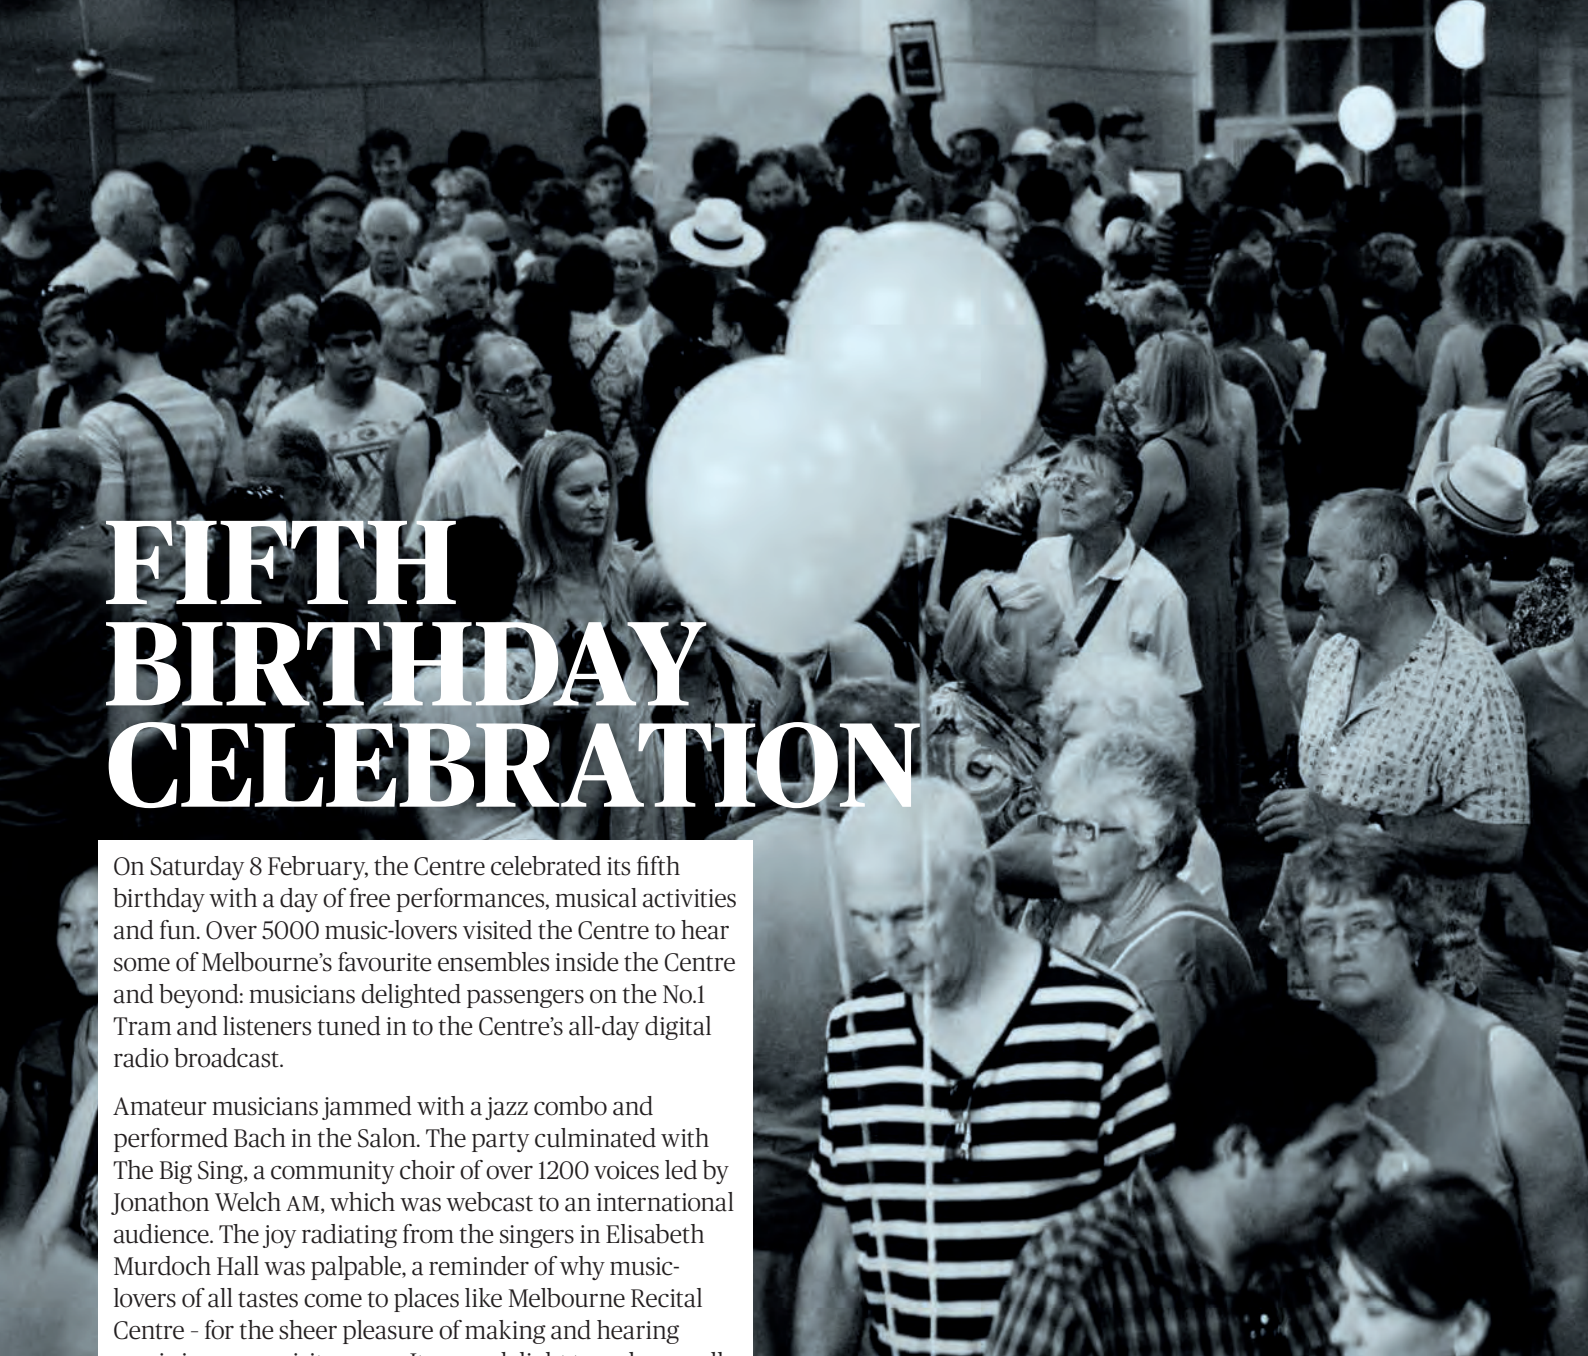 FIFTH
BIRTHDAY
CELEBRATION
On Saturday 8 February, the Centre celebrated its fifth
birthday with a day of free performances, musical activities
and fun. Over 5000 music-lovers visited the Centre to hear
some of Melbourne’s favourite ensembles inside the Centre
and beyond: musicians delighted passengers on the No.1
Tram and listeners tuned in to the Centre’s all-day digital
radio broadcast.
Amateur musicians jammed with a jazz combo and
performed Bach in the Salon. The party culminated with
The Big Sing, a community choir of over 1200 voices led by
Jonathon Welch AM, which was webcast to an international
audience. The joy radiating from the singers in Elisabeth
Murdoch Hall was palpable, a reminder of why music-
lovers of all tastes come to places like Melbourne Recital
Centre – for the sheer pleasure of making and hearing